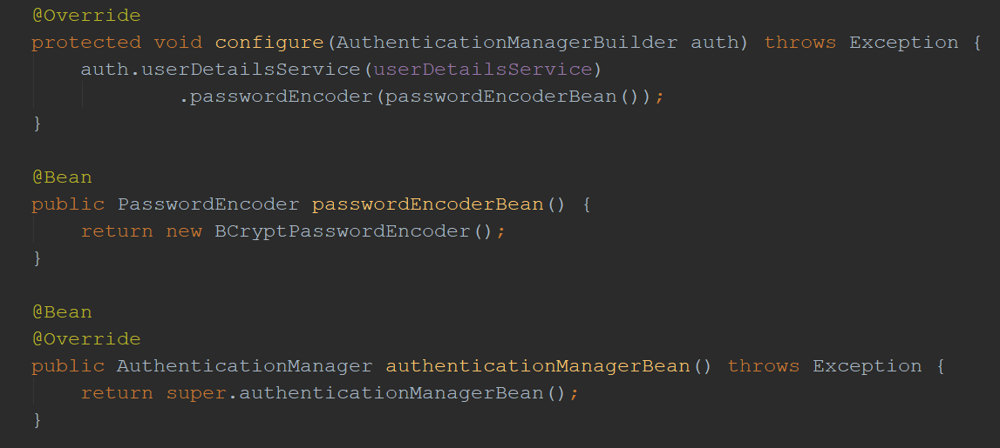 @Override
protected void configure(AuthenticationManagerBuilder auth) throws Exception {
auth.userDetailsService(userDetailsService)
.passwordEncoder(passwordEncoderBean());
}
@Bean
public PasswordEncoder passwordEncoderBean() {
return new BCryptPasswordEncoder();
}
@Bean
@Override
public AuthenticationManager authenticationManagerBean() throws Exception {
return super.authenticationManagerBean();
}